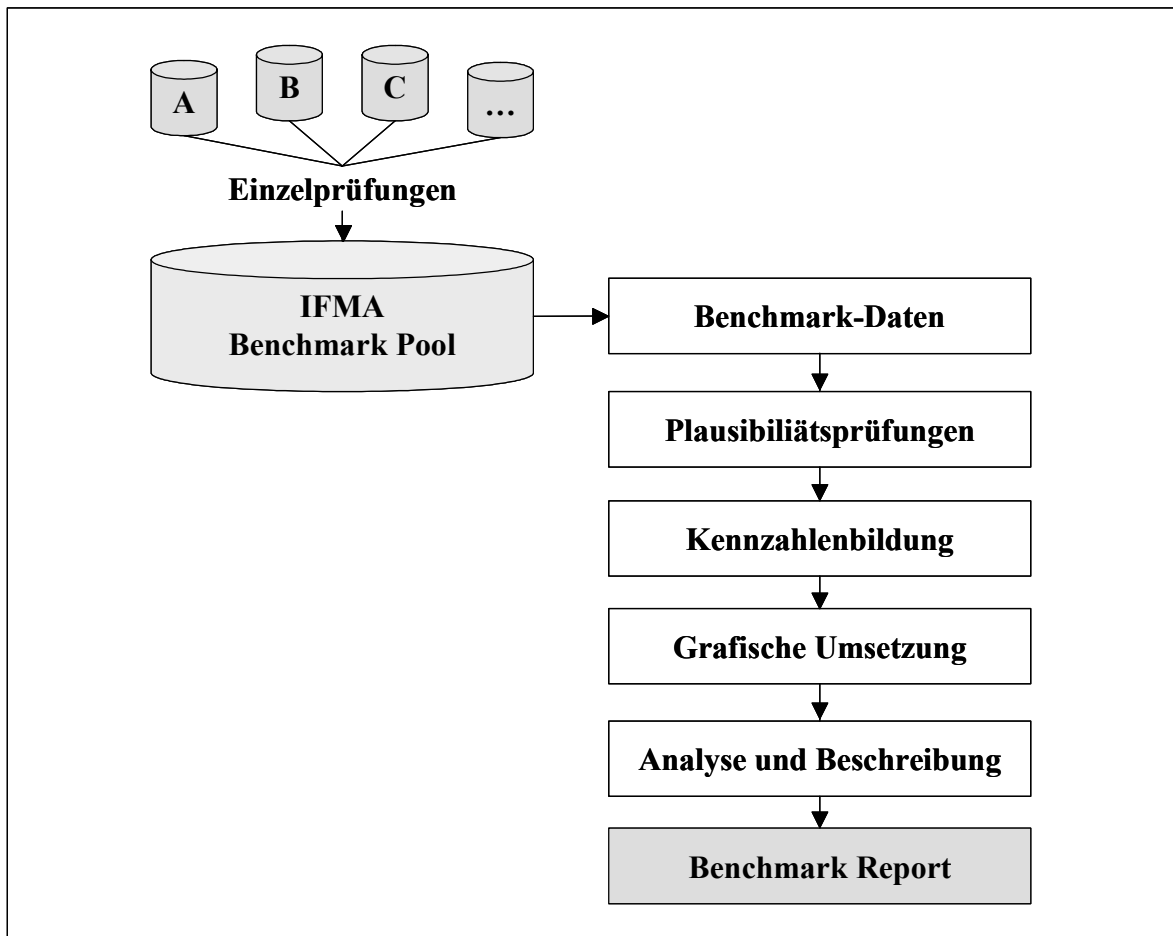 A
B
C
...
Einzelprüfungen
IFMA
Benchmark Pool
Benchmark-Daten
Plausibiliätsprüfungen
Kennzahlenbildung
Grafische Umsetzung
Analyse und Beschreibung
Benchmark Report